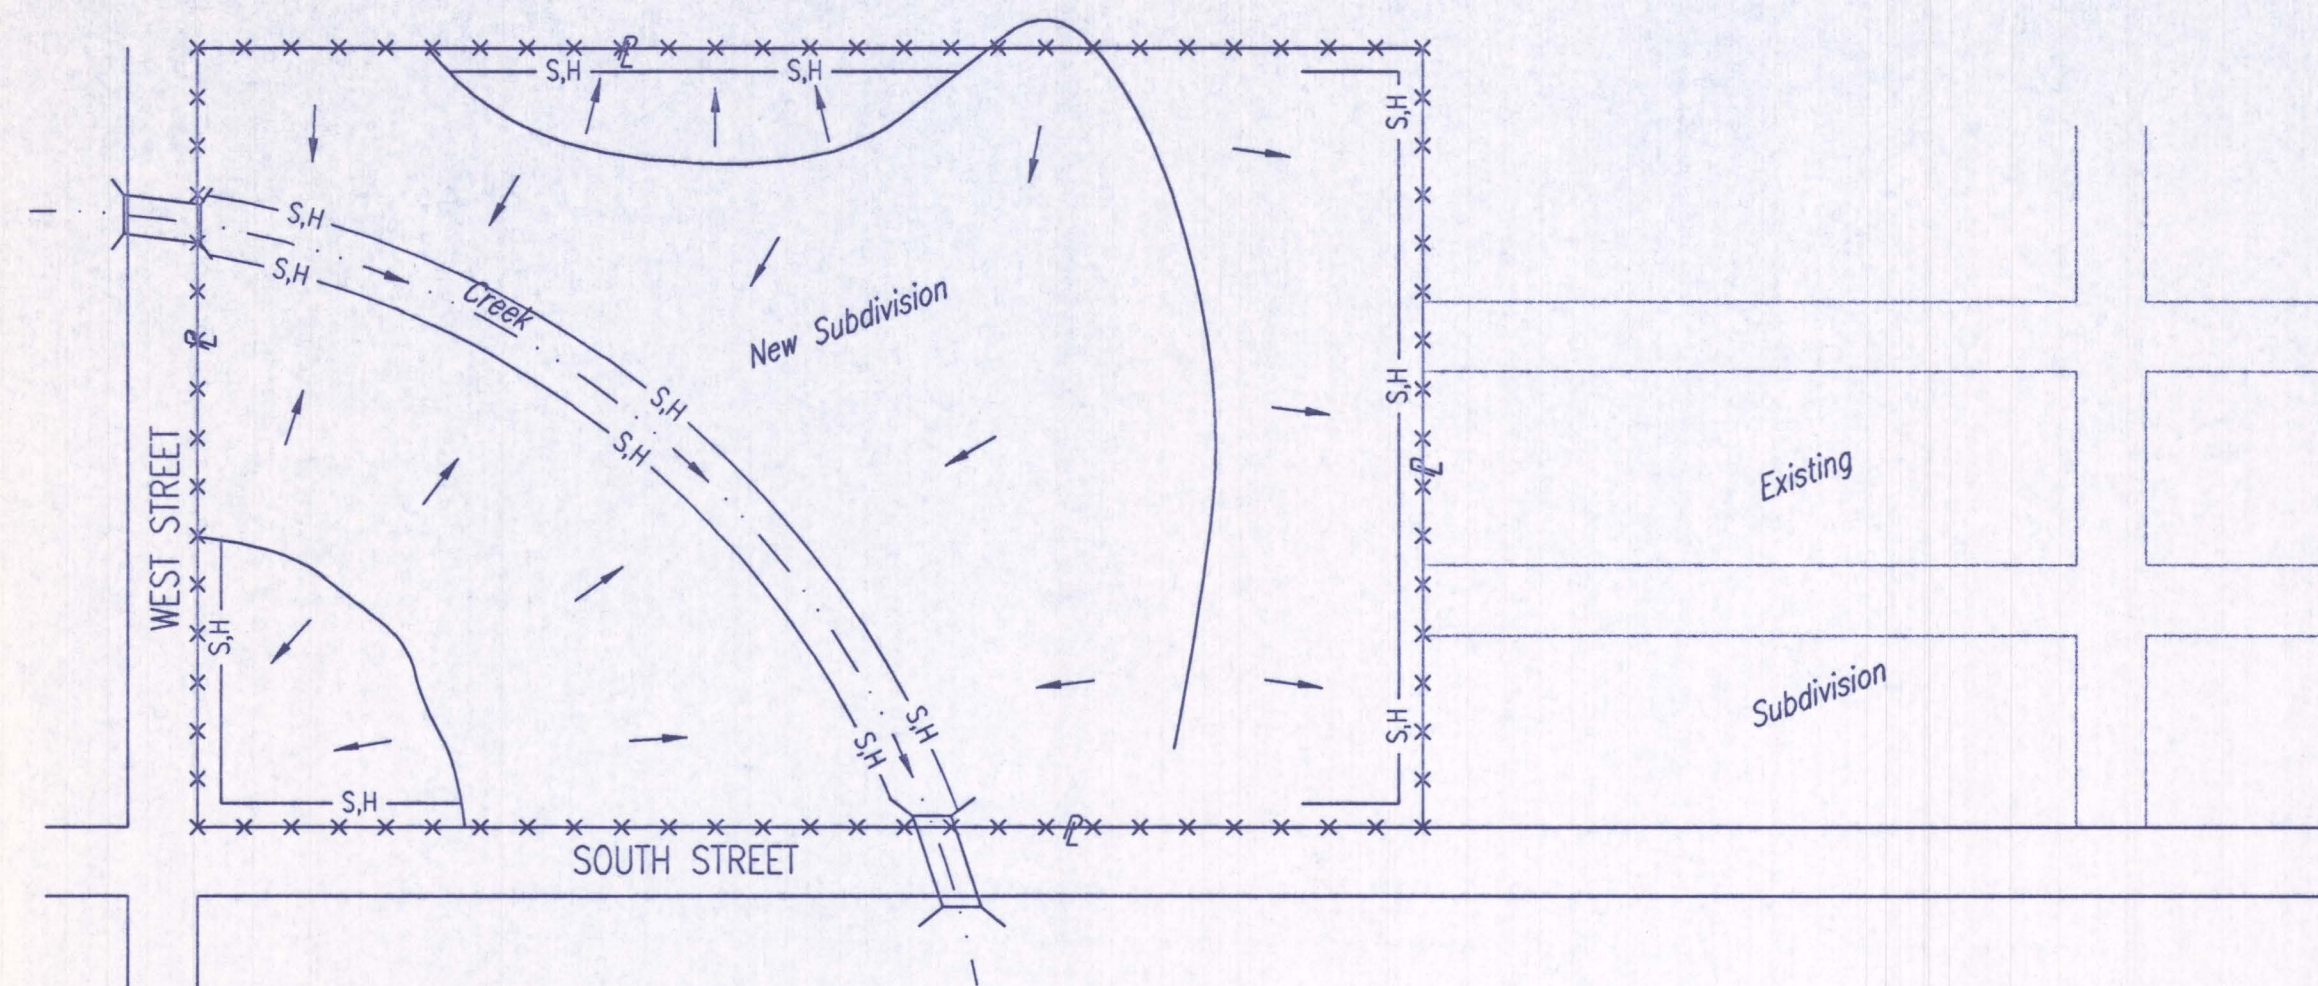 ℄
S,H
S,H
S,H
S,H
S,H
Creek
New Subdivision
℄
S,H
S,H
S,H
℄
Existing
WEST STREET
S,H
Subdivision
S,H
S,H
S,H
S,H
℄
SOUTH STREET